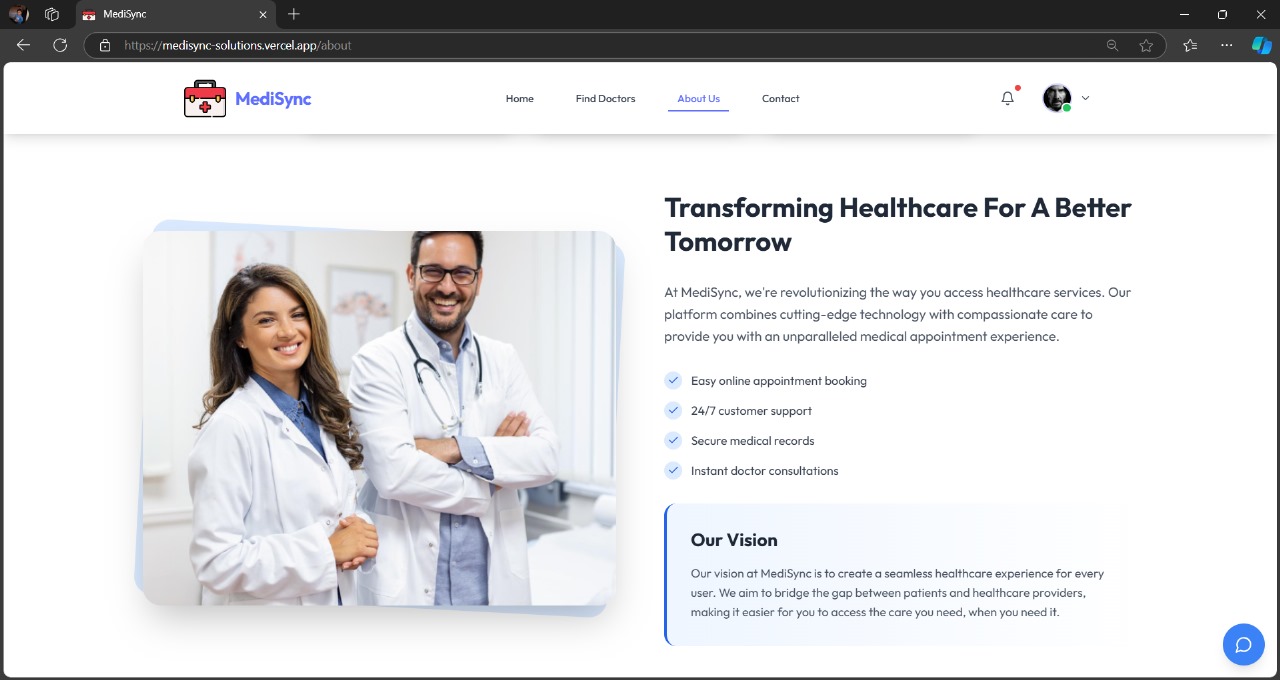 MediSync
https://medisync-solutions.vercel.app/about
MediSync
Home
Find Doctors
About Us
Contact
Transforming Healthcare For A Better
Tomorrow
At MediSync, we're revolutionizing the way you access healthcare services. Our
platform combines cutting-edge technology with compassionate care to
provide you with an unparalleled medical appointment experience.
Easy online appointment booking
24/7 customer support
Secure medical records
Instant doctor consultations
Our Vision
Our vision at MediSync is to create a seamless healthcare experience for every
user. We aim to bridge the gap between patients and healthcare providers,
making it easier for you to access the care you need, when you need it.